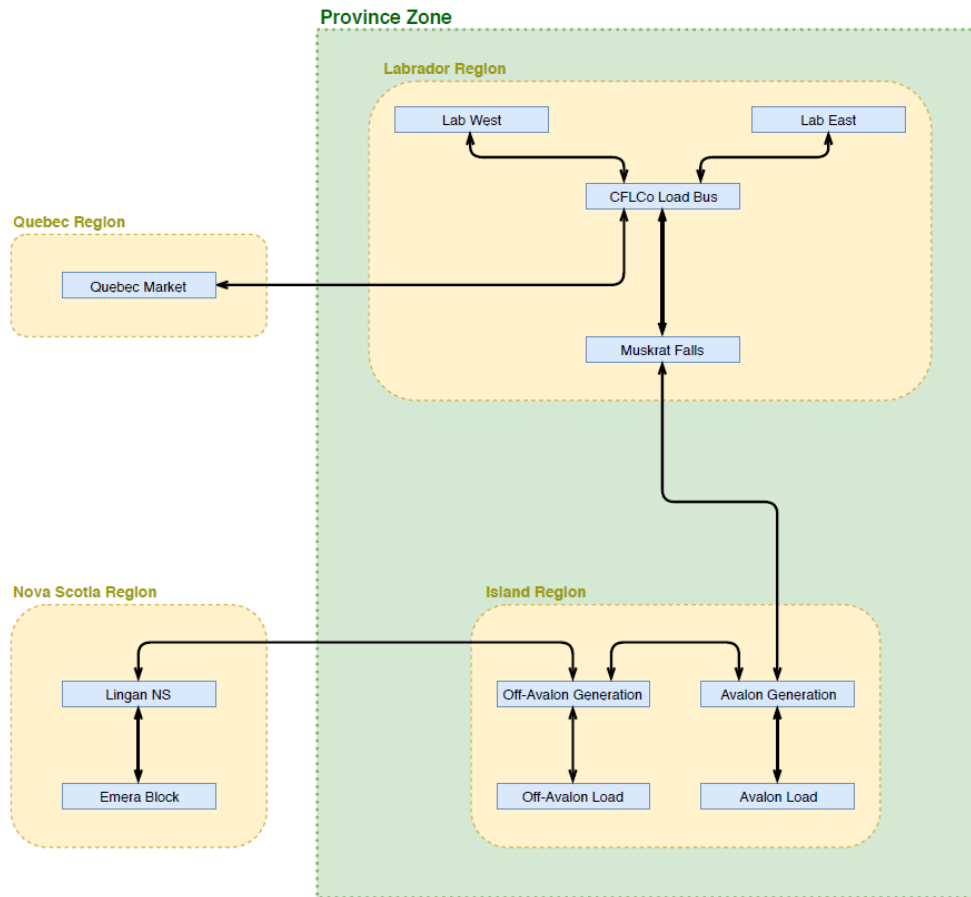 Province Zone
Labrador Region
Lab West
Lab East
CFLCo Load Bus
Quebec Region
Quebec Market
Muskrat Falls
Nova Scotia Region
Island Region
Lingan NS
Off-Avalon Generation
Avalon Generation
Emera Block
Off-Avalon Load
Avalon Load